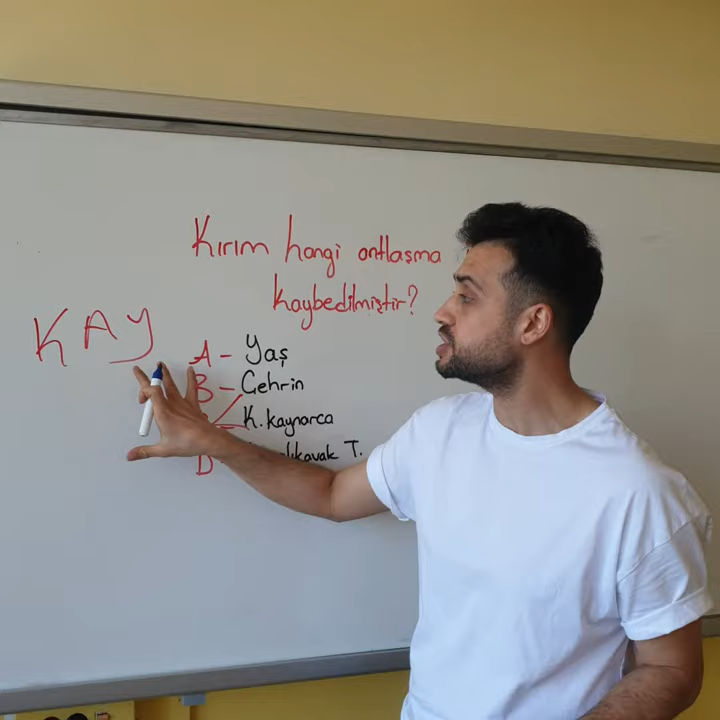 Kırım hangi antlaşma
kaybedilmiştir?
KAY
A - Yaş
B - Cehrin
K. kaynarca
D T.